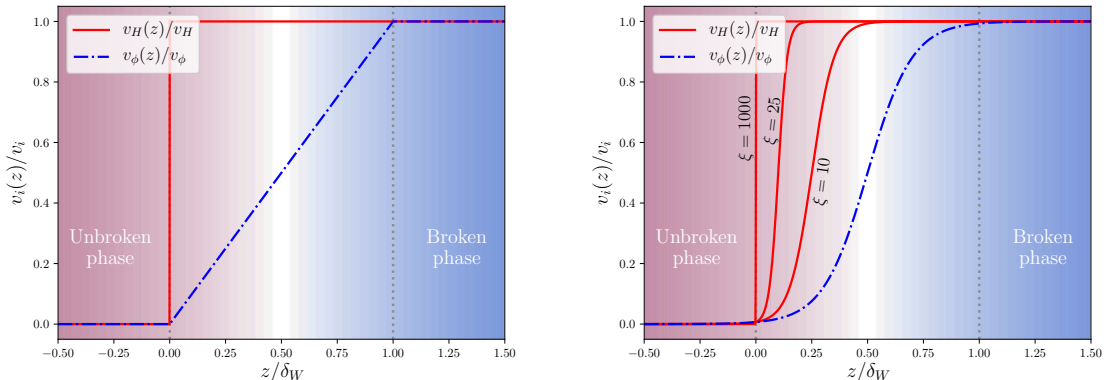 1.0
0.8
0.6
0.4
0.2
0.0
v_i(z)/v_i
v_H(z)/v_H
v_ϕ(z)/v_ϕ
Unbroken
phase
Broken
phase
−0.50
−0.25
0.00
0.25
0.50
0.75
1.00
1.25
1.50
z/δ_W
1.0
0.8
0.6
0.4
0.2
0.0
v_i(z)/v_i
v_H(z)/v_H
v_ϕ(z)/v_ϕ
ξ = 1000
ξ = 25
ξ = 10
Unbroken
phase
Broken
phase
−0.50
−0.25
0.00
0.25
0.50
0.75
1.00
1.25
1.50
z/δ_W